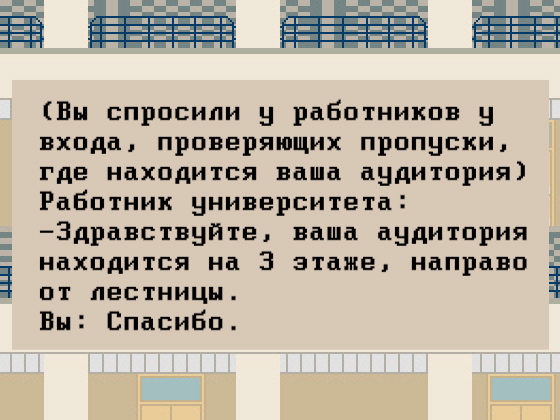 (Вы спросили у работников у
входа, проверяющих пропуски,
где находится ваша аудитория)
Работник университета:
-Здравствуйте, ваша аудитория
находится на 3 этаже, направо
от лестницы.
Вы: Спасибо.